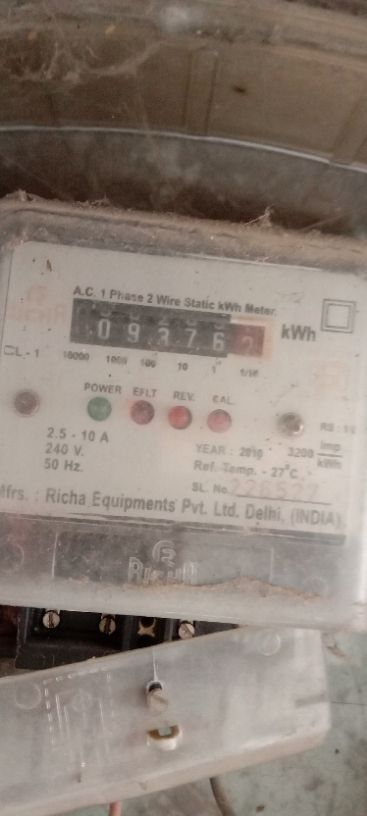 A.C. 1 Phase 2 Wire Static kWh Meter.
09376 2 kWh
CL-1 10000 1000 100 10 1 1/10
POWER EFLT REV. CAL.
2.5 - 10 A
240 V.
50 Hz.
YEAR : 2010 3200 imp/kWh
Ref. Temp. - 27°C
SL. No. 226527
Mfrs. : Richa Equipments Pvt. Ltd. Delhi, (INDIA)